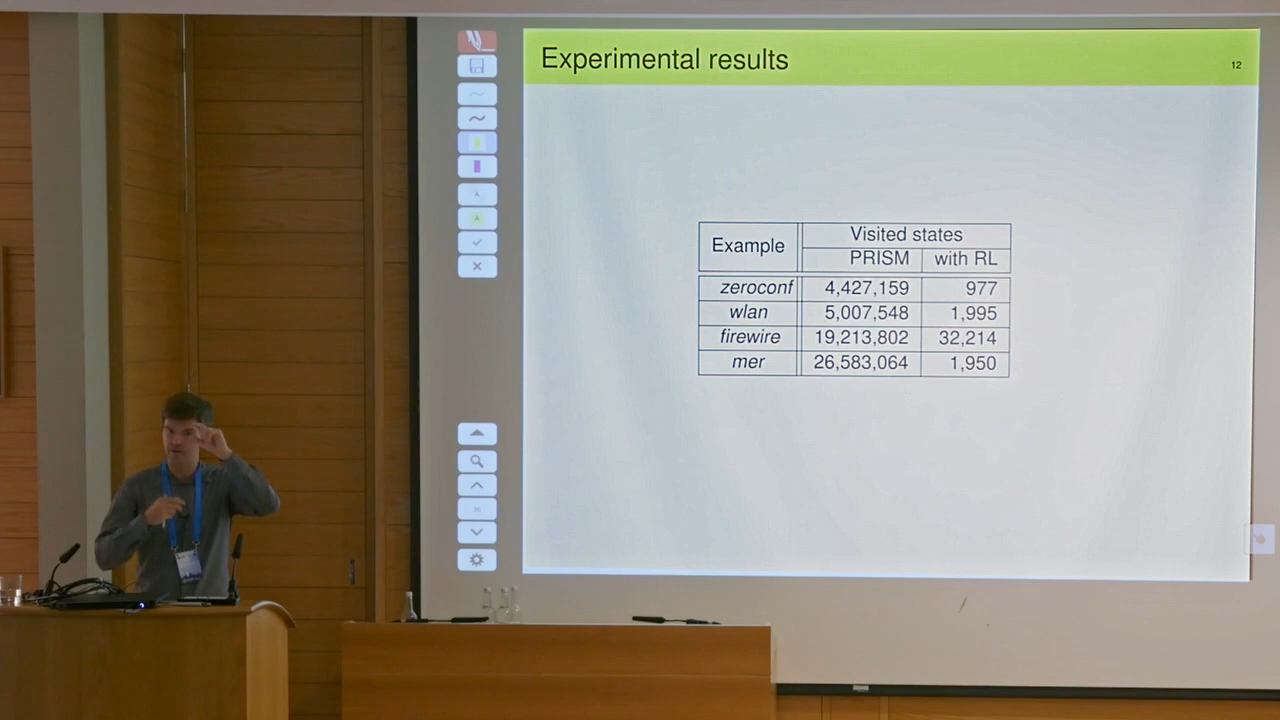 Experimental results
12
Example Visited states
PRISM with RL
zeroconf 4,427,159 977
wlan 5,007,548 1,995
firewire 19,213,802 32,214
mer 26,583,064 1,950